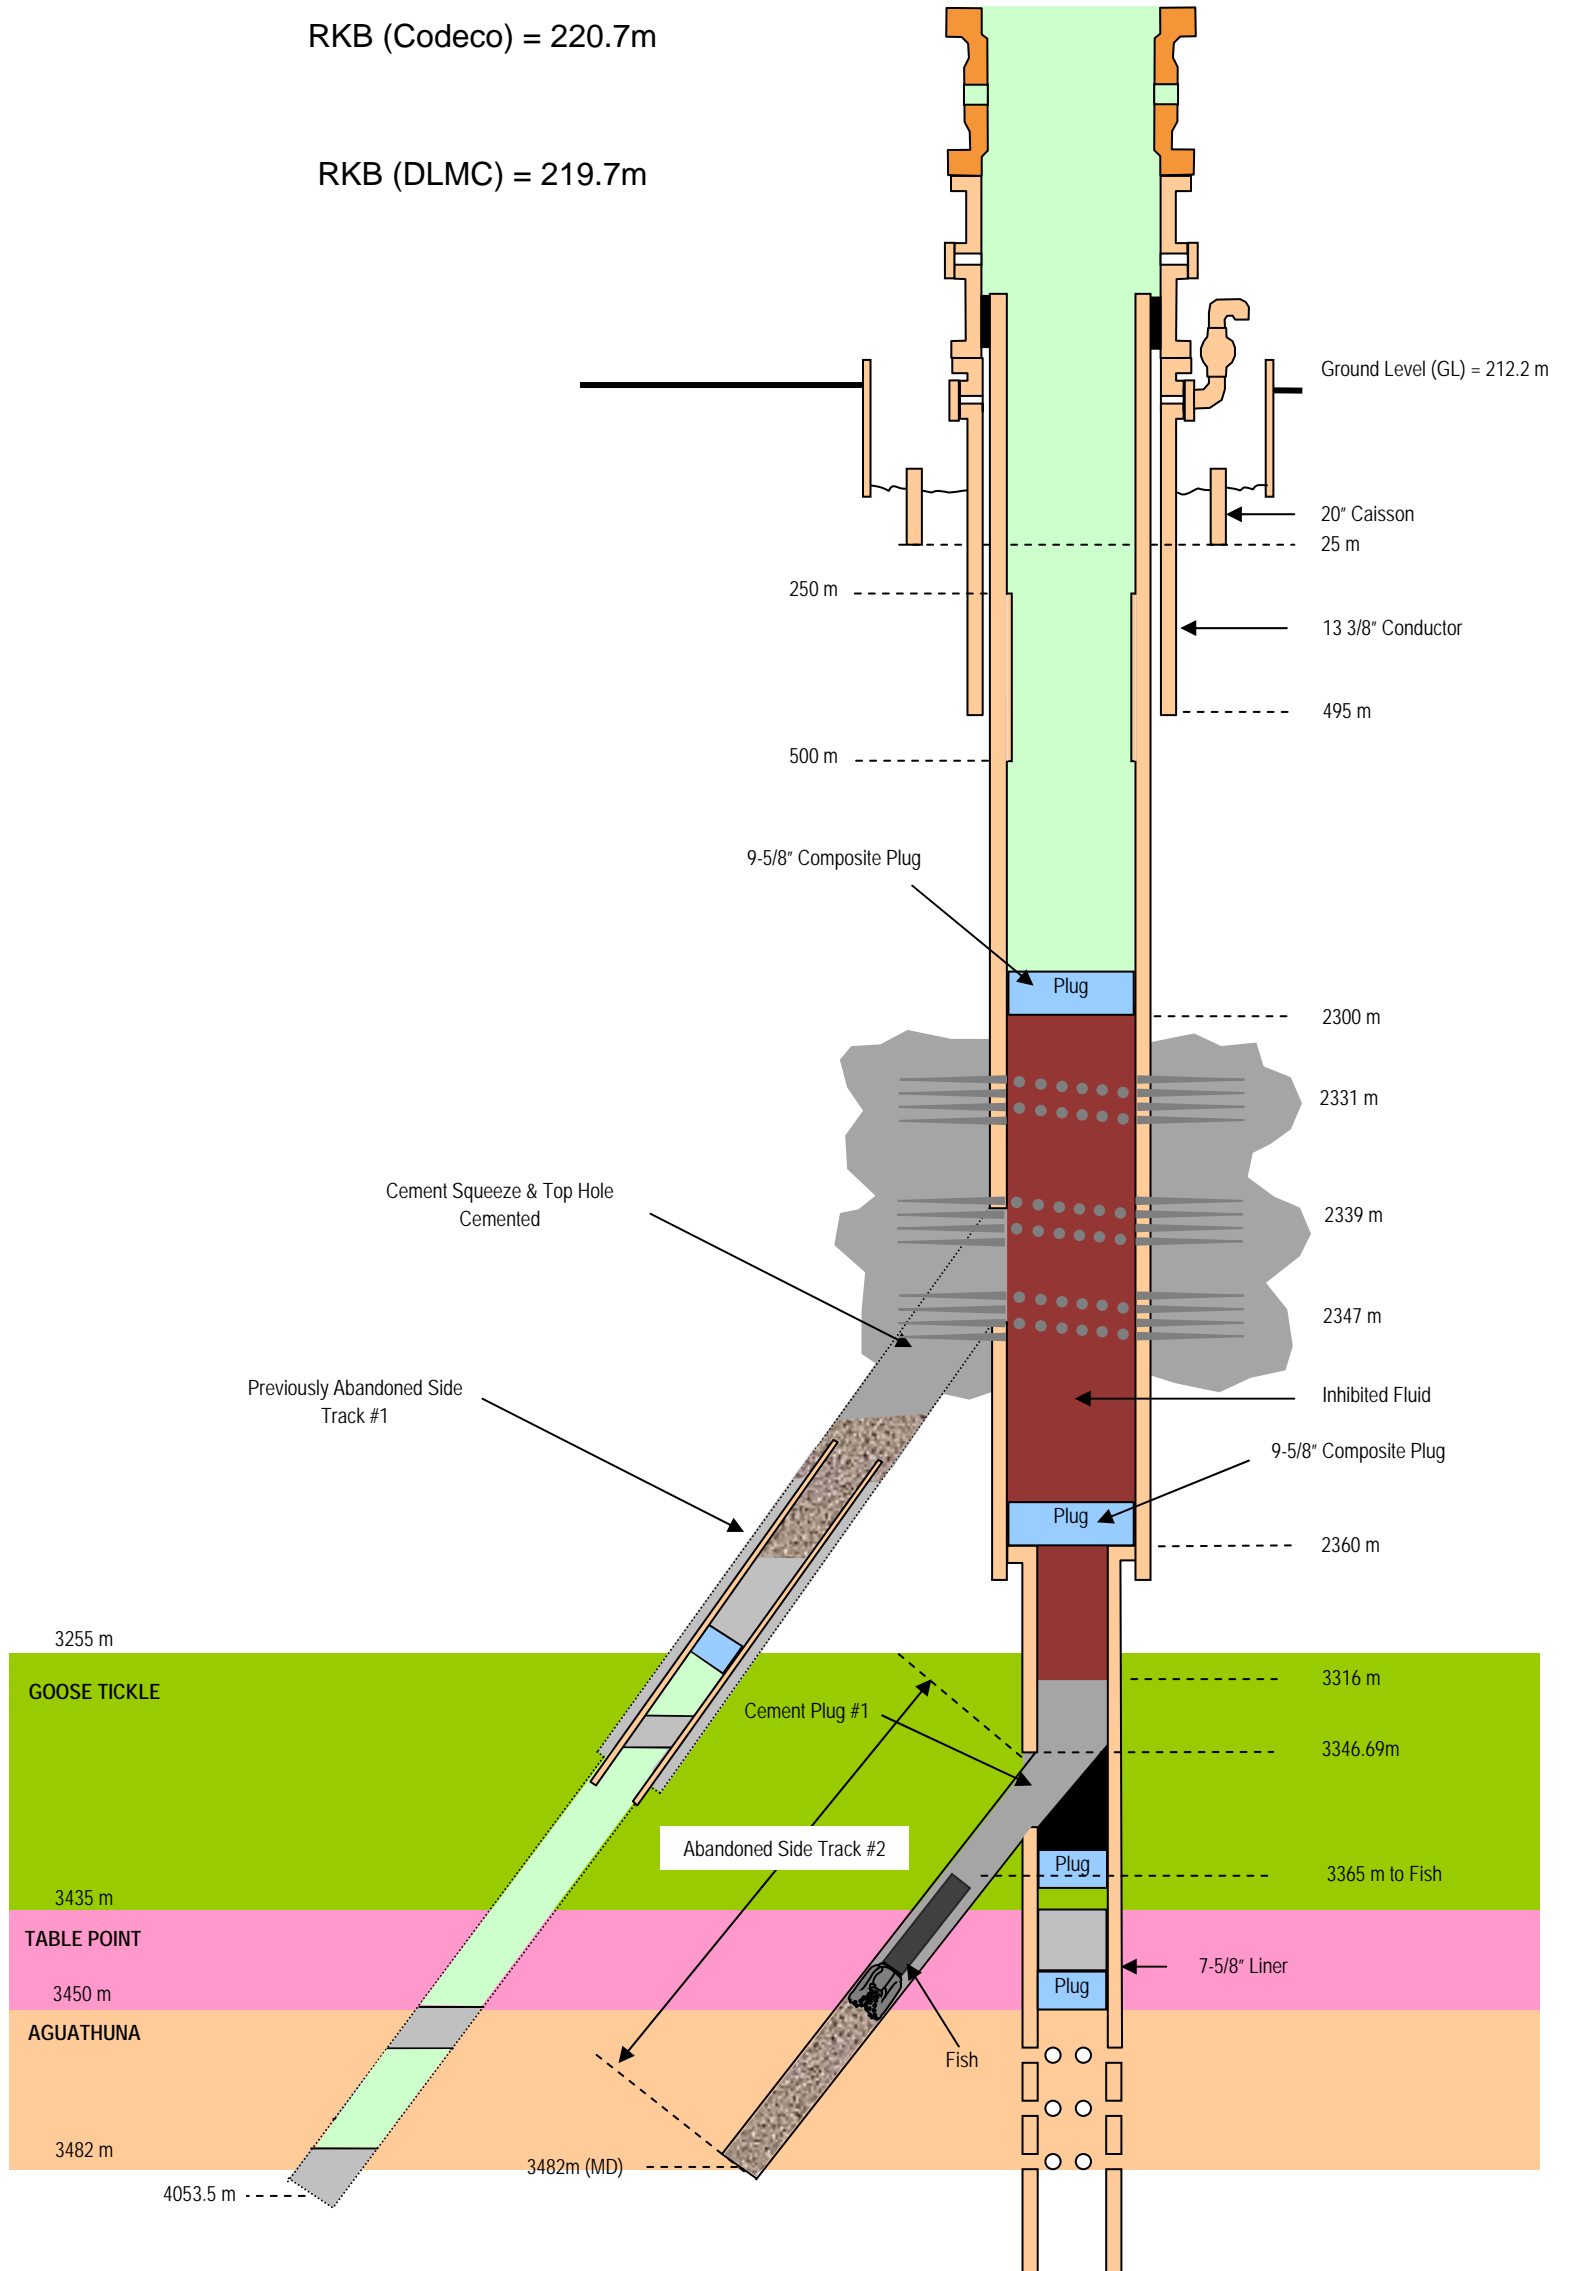 RKB (Codeco) = 220.7m
RKB (DLMC) = 219.7m
Ground Level (GL) = 212.2 m
20" Caisson
25 m
250 m
13 3/8" Conductor
495 m
500 m
9-5/8" Composite Plug
Plug
2300 m
2331 m
Cement Squeeze & Top Hole
Cemented
2339 m
2347 m
Previously Abandoned Side
Track #1
Inhibited Fluid
9-5/8" Composite Plug
Plug
2360 m
3255 m
GOOSE TICKLE
3316 m
Cement Plug #1
3346.69m
Abandoned Side Track #2
Plug
3365 m to Fish
3435 m
TABLE POINT
7-5/8" Liner
Plug
3450 m
AGUATHUNA
Fish
3482 m
3482m (MD)
4053.5 m